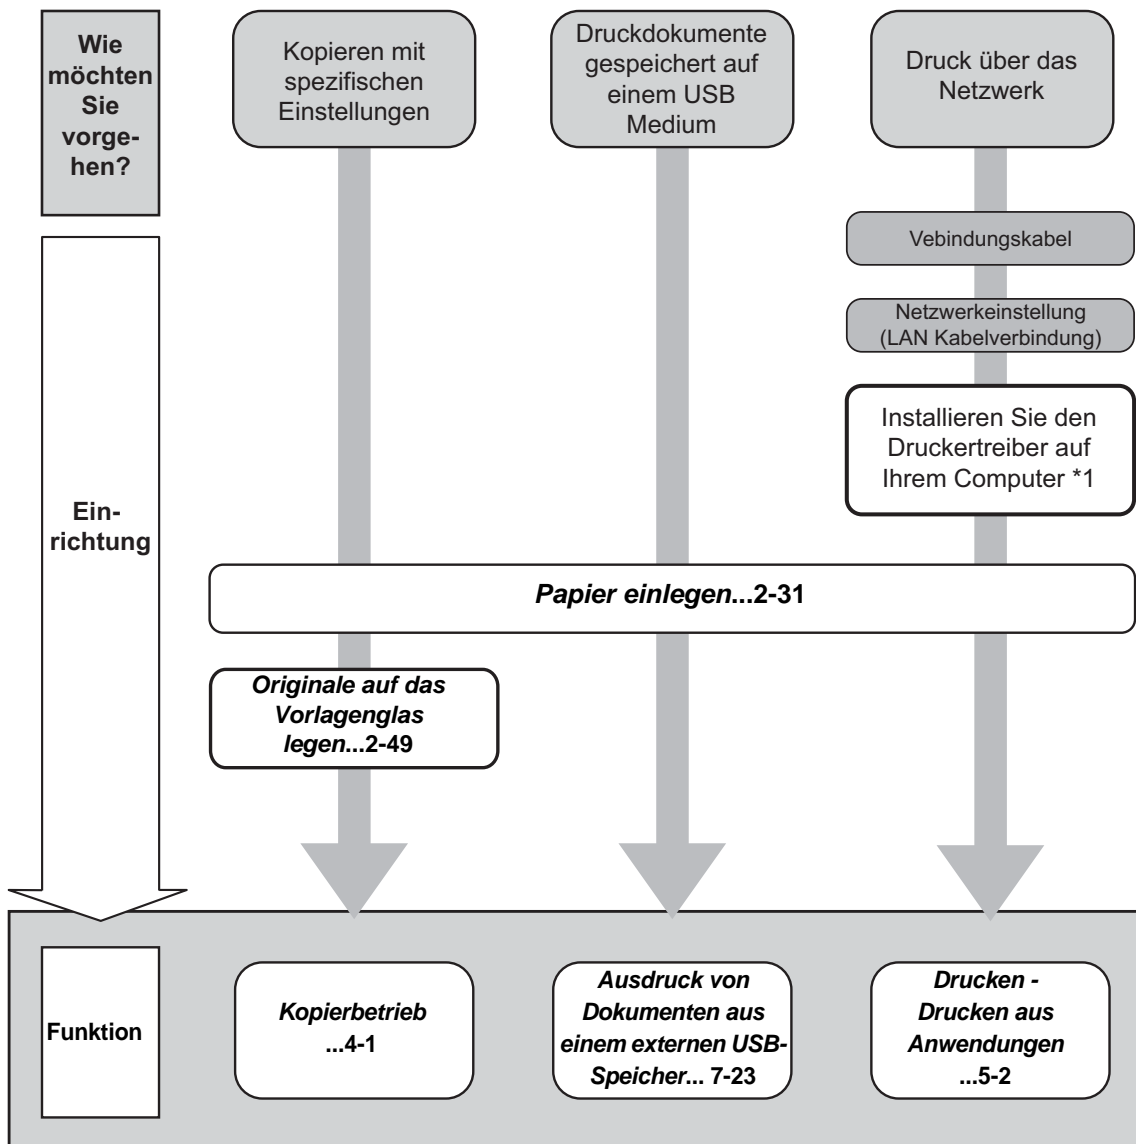 Wie
möchten
Sie
vorge-
hen?
Kopieren mit
spezifischen
Einstellungen
Druckdokumente
gespeichert auf
einem USB
Medium
Druck über das
Netzwerk
Vebindungskabel
Netzwerkeinstellung
(LAN Kabelverbindung)
Installieren Sie den
Druckertreiber auf
Ihrem Computer *1
Ein-
richtung
Papier einlegen...2-31
Originale auf das
Vorlagenglas
legen...2-49
Funktion
Kopierbetrieb
...4-1
Ausdruck von
Dokumenten aus
einem externen USB-
Speicher... 7-23
Drucken -
Drucken aus
Anwendungen
...5-2